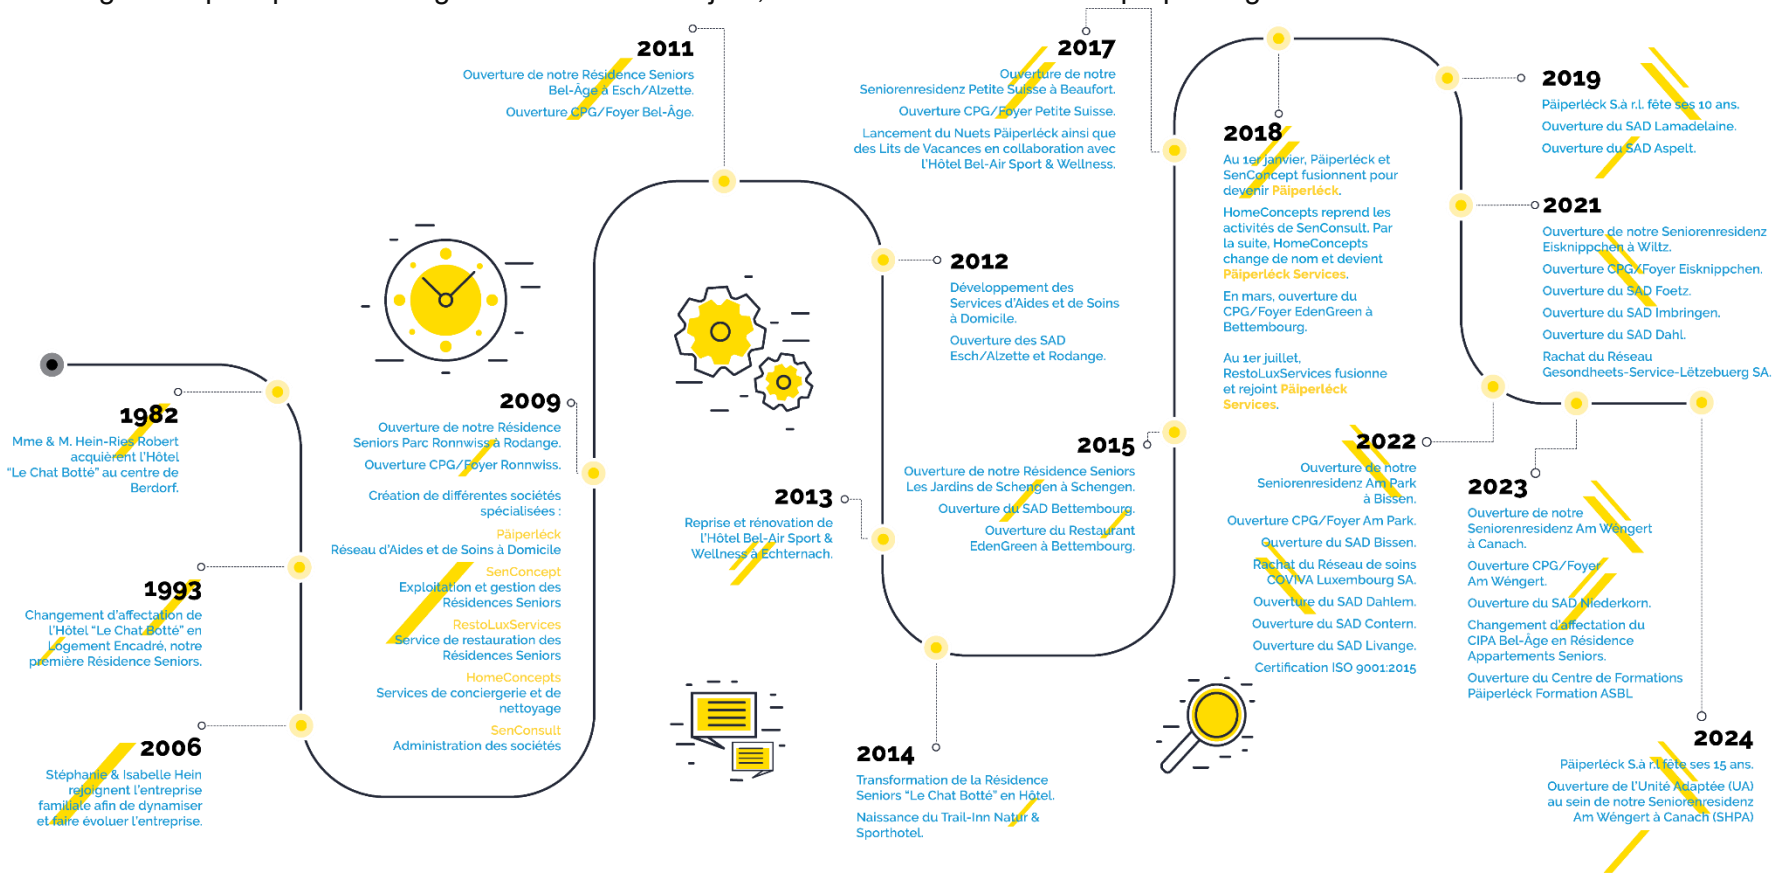 1982
Mme & M. Hein-Ries Robert
acquièrent l'Hôtel
"Le Chat Botté" au centre de
Berdorf.
1993
Changement d'affectation de
l'Hôtel "Le Chat Botté" en
Logement Encadré, notre
première Résidence Seniors.
2006
Stéphanie & Isabelle Hein
rejoignent l'entreprise
familiale afin de dynamiser
et faire évoluer l'entreprise.
2009
Ouverture de notre Résidence
Seniors Parc Ronnwiss à Rodange.
Ouverture CPG/Foyer Ronnwiss.
Création de différentes sociétés
spécialisées :
Päiperléck
Réseau d'Aides et de Soins à Domicile
SenConcept
Exploitation et gestion des
Résidences Seniors
RestoLuxServices
Service de restauration des
Résidences Seniors
HomeConcepts
Services de conciergerie et de
nettoyage
SenConsult
Administration des sociétés
2011
Ouverture de notre Résidence Seniors
Bel-Âge à Esch/Alzette.
Ouverture CPG/Foyer Bel-Âge.
2012
Développement des
Services d'Aides et de Soins
à Domicile.
Ouverture des SAD
Esch/Alzette et Rodange.
2013
Reprise et rénovation de
l'Hôtel Bel-Air Sport &
Wellness à Echternach.
2014
Transformation de la Résidence
Seniors "Le Chat Botté" en Hôtel.
Naissance du Trail-Inn Natur &
Sporthotel.
2015
Ouverture de notre Résidence Seniors
Les Jardins de Schengen à Schengen.
Ouverture du SAD Bettembourg.
Ouverture du Restaurant
EdenGreen à Bettembourg.
2017
Ouverture de notre
Seniorenresidenz Petite Suisse à Beaufort.
Ouverture CPG/Foyer Petite Suisse.
Lancement du Nuets Päiperléck ainsi que
des Lits de Vacances en collaboration avec
l'Hôtel Bel-Air Sport & Wellness.
2018
Au 1er janvier, Päiperléck et
SenConcept fusionnent pour
devenir Päiperléck.
HomeConcepts reprend les
activités de SenConsult. Par
la suite, HomeConcepts
change de nom et devient
Päiperléck Services.
En mars, ouverture du
CPG/Foyer EdenGreen à
Bettembourg.
Au 1er juillet,
RestoLuxServices fusionne
et rejoint Päiperléck
Services.
2019
Päiperléck S.à r.l. fête ses 10 ans.
Ouverture du SAD Lamadelaine.
Ouverture du SAD Aspelt.
2021
Ouverture de notre Seniorenresidenz
Eisknippchen à Wiltz.
Ouverture CPG/Foyer Eisknippchen.
Ouverture du SAD Foetz.
Ouverture du SAD Imbringen.
Ouverture du SAD Dahl.
Rachat du Réseau
Gesondheets-Service-Lëtzebuerg SA.
2022
Ouverture de notre
Seniorenresidenz Am Park
à Bissen.
Ouverture CPG/Foyer Am Park.
Ouverture du SAD Bissen.
Rachat du Réseau de soins
COVIVA Luxembourg SA.
Ouverture du SAD Dahlem.
Ouverture du SAD Contern.
Ouverture du SAD Livange.
Certification ISO 9001:2015
2023
Ouverture de notre
Seniorenresidenz Am Wéngert
à Canach.
Ouverture CPG/Foyer
Am Wéngert.
Ouverture du SAD Niederkorn.
Changement d'affectation du
CIPA Bel-Âge en Résidence
Appartements Seniors.
Ouverture du Centre de Formations
Päiperléck Formation ASBL
2024
Päiperléck S.à r.l fête ses 15 ans.
Ouverture de l'Unité Adaptée (UA)
au sein de notre Seniorenresidenz
Am Wéngert à Canach (SHPA)